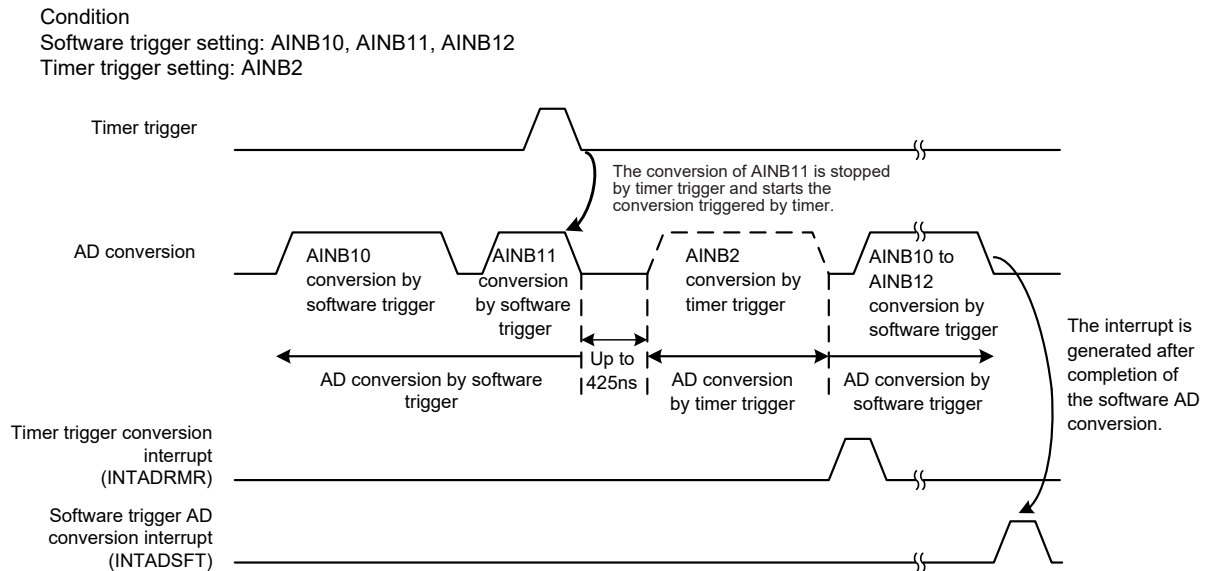 Condition
Software trigger setting: AINB10, AINB11, AINB12
Timer trigger setting: AINB2
Timer trigger
The conversion of AINB11 is stopped
by timer trigger and starts the
conversion triggered by timer.
AD conversion
AINB10
conversion by
software trigger
AINB11
conversion
by software
trigger
AINB2
conversion by
timer trigger
AINB10 to
AINB12
conversion by
software trigger
The interrupt is
generated after
completion of
the software AD
conversion.
AD conversion by software
trigger
Up to
425ns
AD conversion
by timer trigger
AD conversion by
software trigger
Timer trigger conversion
interrupt
(INTADRMR)
Software trigger AD
conversion interrupt
(INTADSFT)